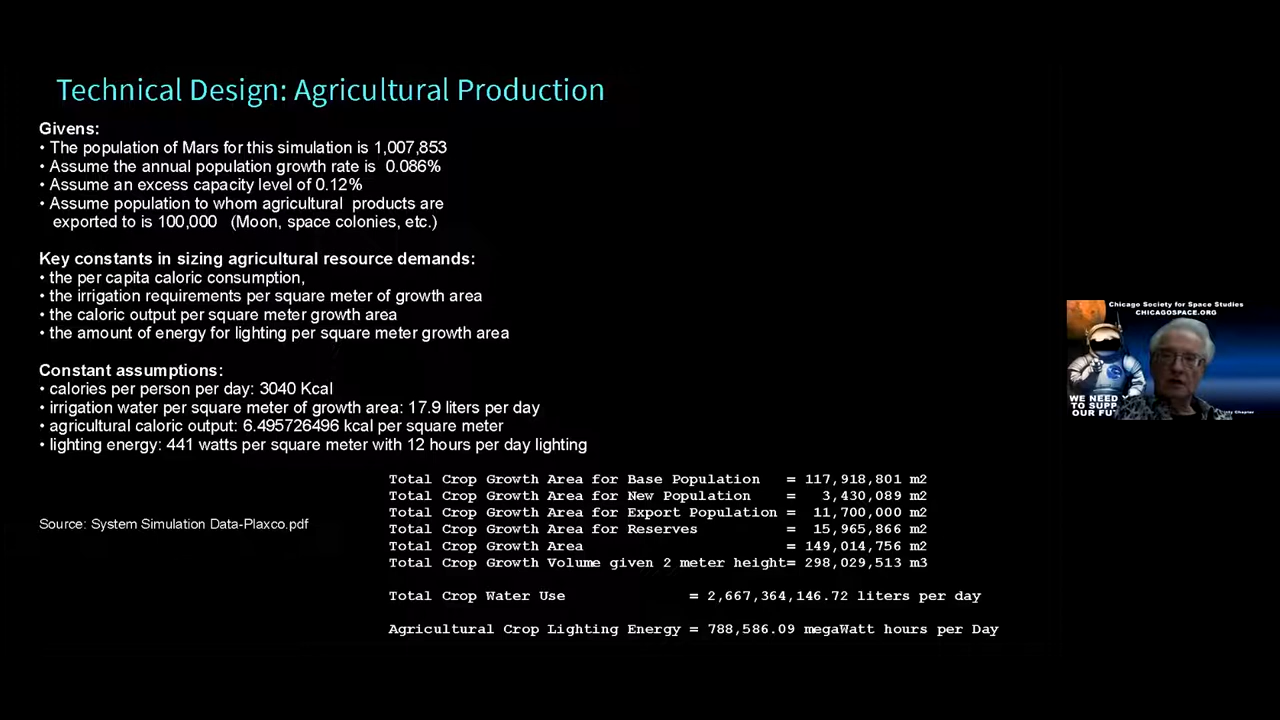 Technical Design: Agricultural Production
Givens:
• The population of Mars for this simulation is 1,007,853
• Assume the annual population growth rate is 0.086%
• Assume an excess capacity level of 0.12%
• Assume population to whom agricultural products are
exported to is 100,000 (Moon, space colonies, etc.)
Key constants in sizing agricultural resource demands:
• the per capita caloric consumption,
• the irrigation requirements per square meter of growth area
• the caloric output per square meter growth area
• the amount of energy for lighting per square meter growth area
Constant assumptions:
• calories per person per day: 3040 Kcal
• irrigation water per square meter of growth area: 17.9 liters per day
• agricultural caloric output: 6.495726496 kcal per square meter
• lighting energy: 441 watts per square meter with 12 hours per day lighting
Total Crop Growth Area for Base Population = 117,918,801 m2
Total Crop Growth Area for New Population = 3,430,089 m2
Total Crop Growth Area for Export Population = 11,700,000 m2
Total Crop Growth Area for Reserves = 15,965,866 m2
Total Crop Growth Area = 149,014,756 m2
Total Crop Growth Volume given 2 meter height= 298,029,513 m3
Total Crop Water Use = 2,667,364,146.72 liters per day
Agricultural Crop Lighting Energy = 788,586.09 megaWatt hours per Day
Source: System Simulation Data-Plaxco.pdf
Chicago Society for Space Studies
CHICAGOSPACE.ORG
WE NEED
TO SUPP
OUR FU
Chapter